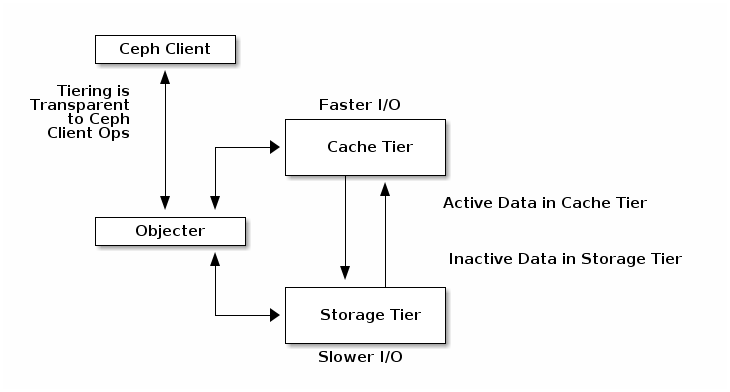 Ceph Client
Tiering is
Transparent
to Ceph
Client Ops
Faster I/O
Cache Tier
Active Data in Cache Tier
Objecter
Inactive Data in Storage Tier
Storage Tier
Slower I/O